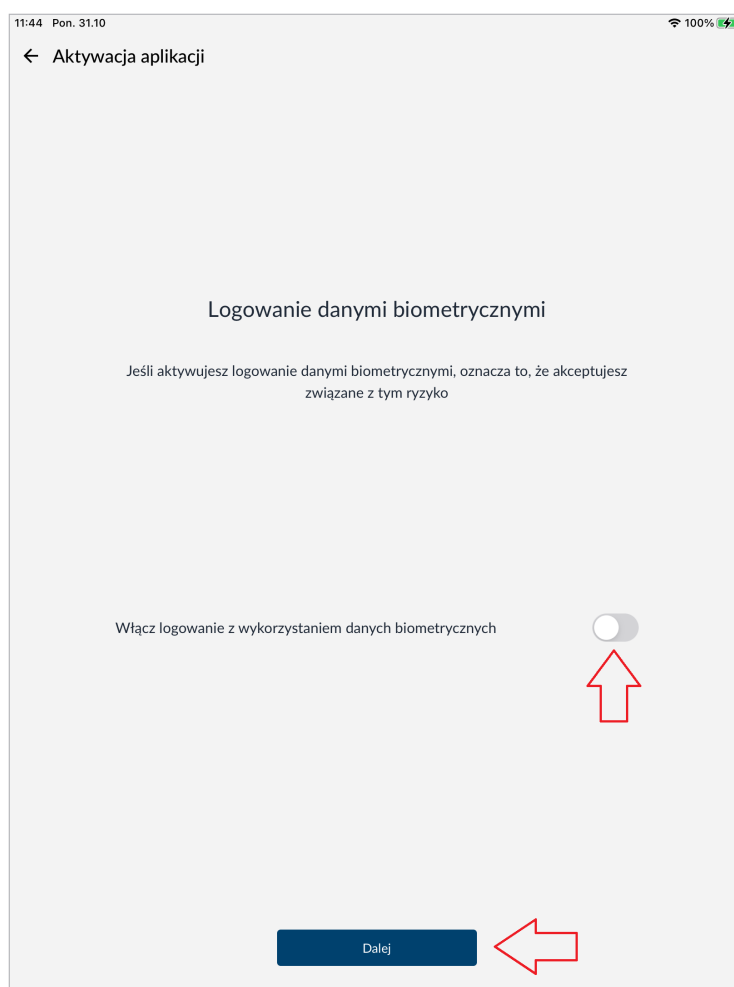 11:44 Pon. 31.10 100%
Aktywacja aplikacji
Logowanie danymi biometrycznymi
Jeśli aktywujesz logowanie danymi biometrycznymi, oznacza to, że akceptujesz
związane z tym ryzyko
Włącz logowanie z wykorzystaniem danych biometrycznych
Dalej